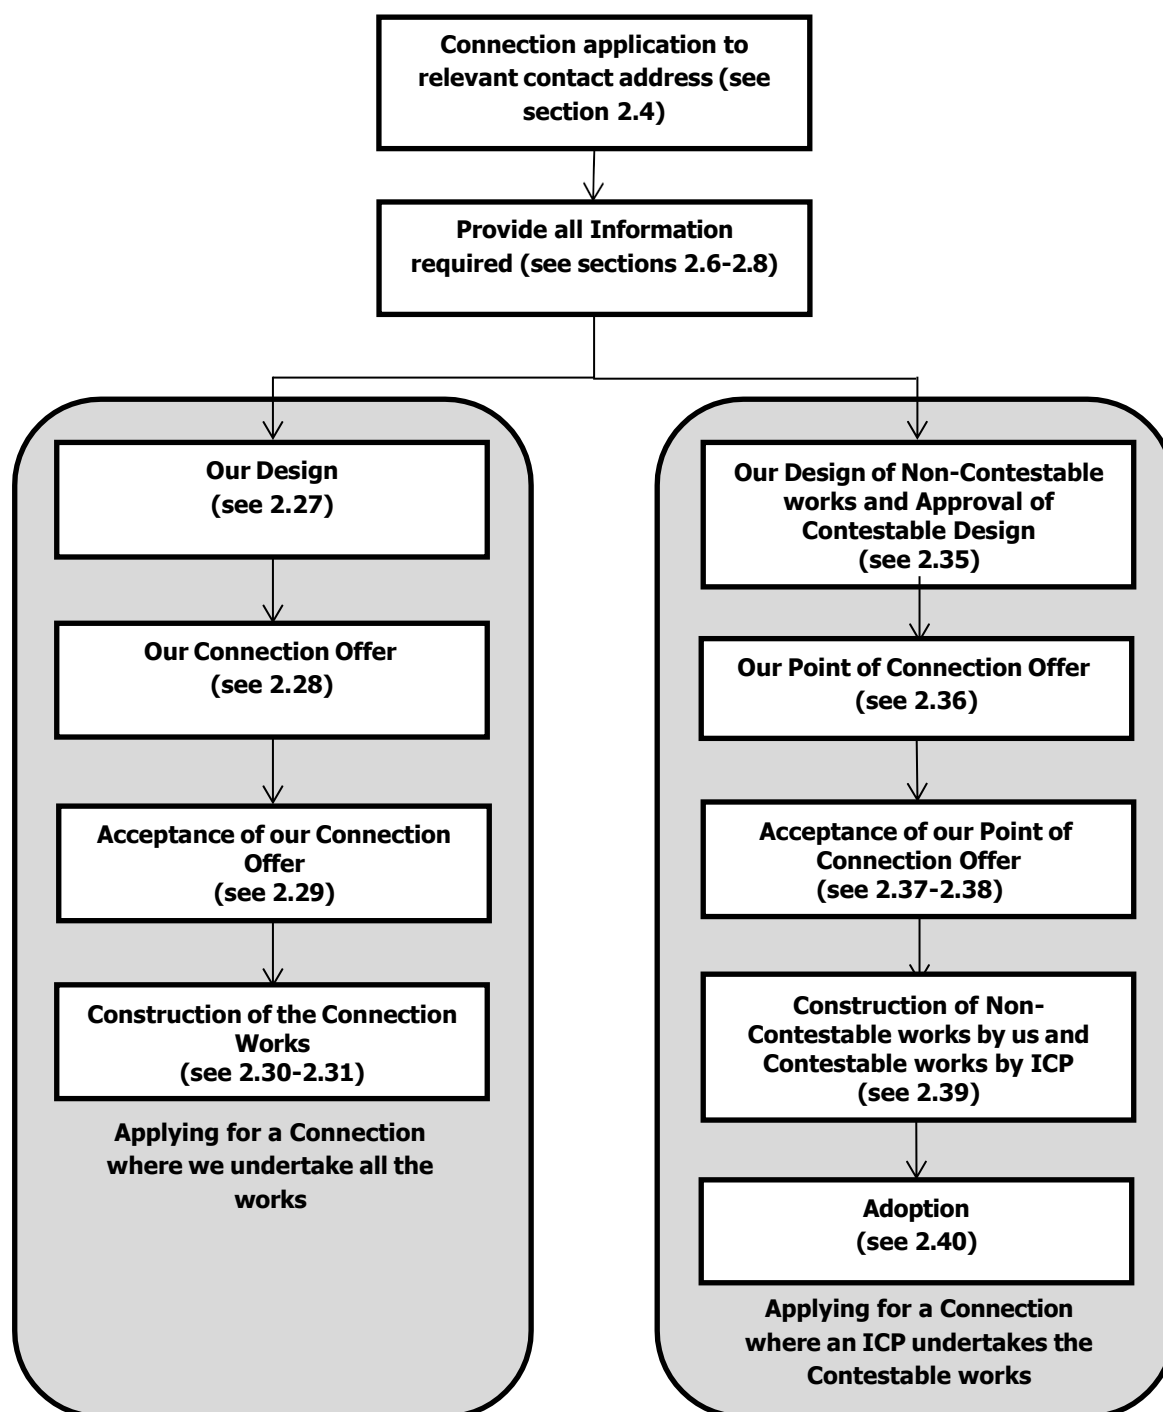 Connection application to
relevant contact address (see
section 2.4)
Provide all Information
required (see sections 2.6-2.8)
Our Design
(see 2.27)
Our Connection Offer
(see 2.28)
Acceptance of our Connection
Offer
(see 2.29)
Construction of the Connection
Works
(see 2.30-2.31)
Applying for a Connection
where we undertake all the
works
Our Design of Non-Contestable
works and Approval of
Contestable Design
(see 2.35)
Our Point of Connection Offer
(see 2.36)
Acceptance of our Point of
Connection Offer
(see 2.37-2.38)
Construction of Non-
Contestable works by us and
Contestable works by ICP
(see 2.39)
Adoption
(see 2.40)
Applying for a Connection
where an ICP undertakes the
Contestable works